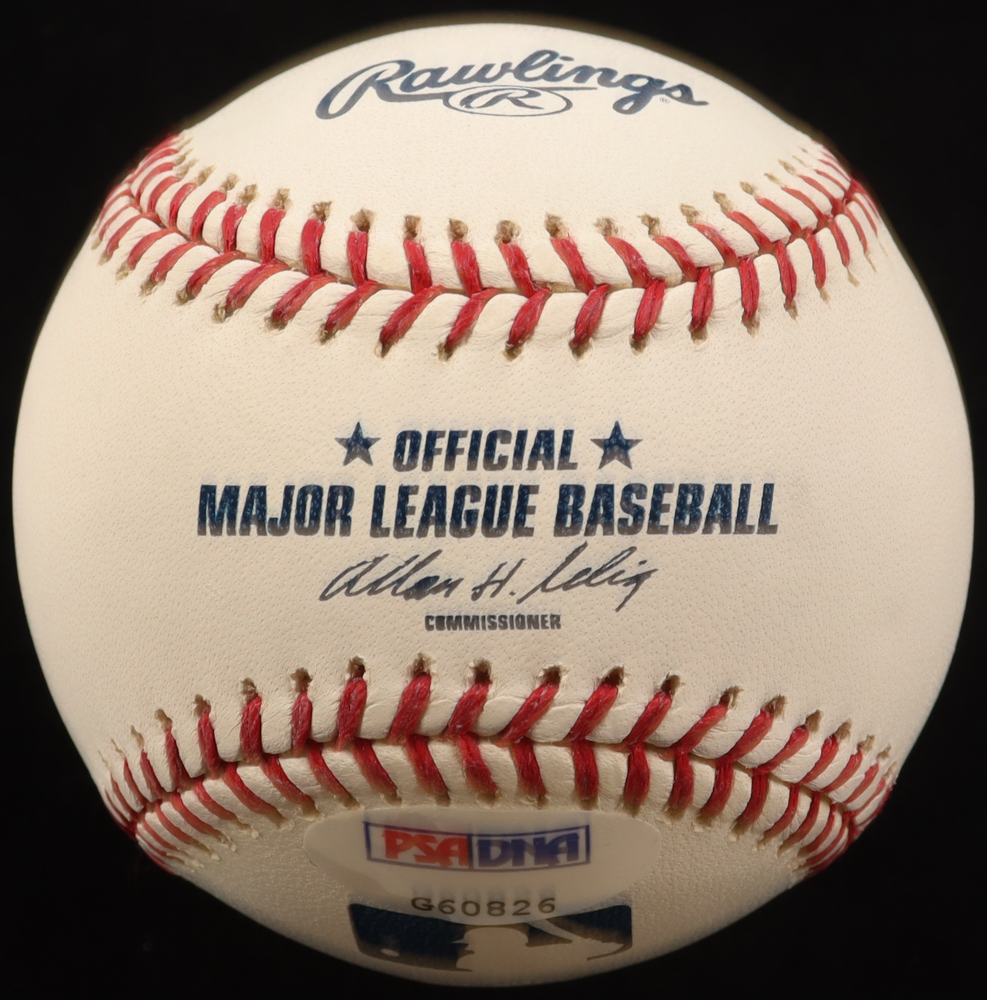 Rawlings
R
®
★ OFFICIAL ★
MAJOR LEAGUE BASEBALL
Allan H. Selig
COMMISSIONER
PSA DNA
G60826